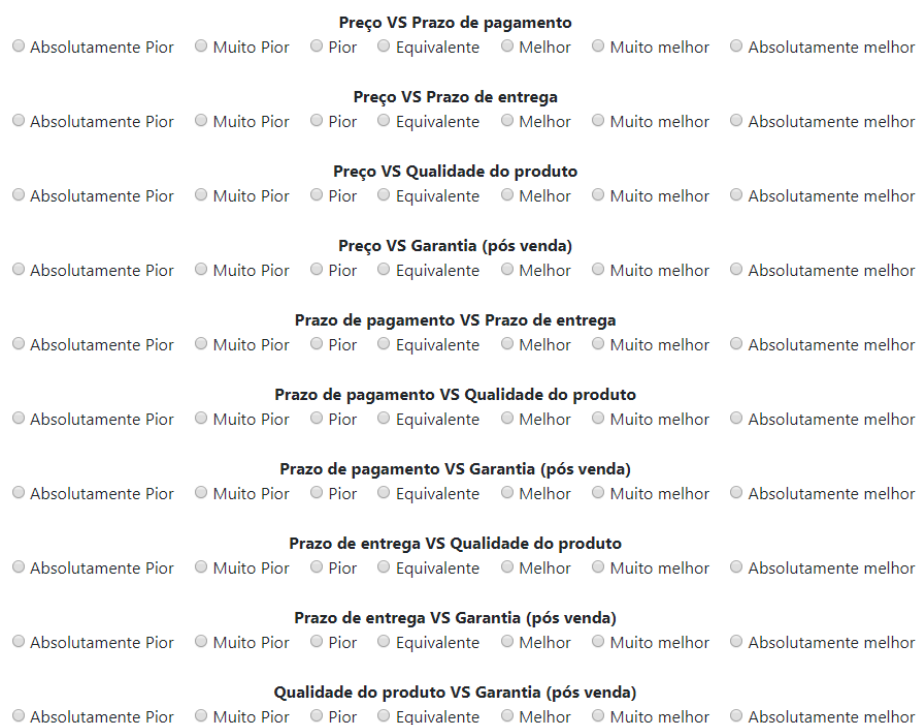 Preço VS Prazo de pagamento
Absolutamente Pior Muito Pior Pior Equivalente Melhor Muito melhor Absolutamente melhor
Preço VS Prazo de entrega
Absolutamente Pior Muito Pior Pior Equivalente Melhor Muito melhor Absolutamente melhor
Preço VS Qualidade do produto
Absolutamente Pior Muito Pior Pior Equivalente Melhor Muito melhor Absolutamente melhor
Preço VS Garantia (pós venda)
Absolutamente Pior Muito Pior Pior Equivalente Melhor Muito melhor Absolutamente melhor
Prazo de pagamento VS Prazo de entrega
Absolutamente Pior Muito Pior Pior Equivalente Melhor Muito melhor Absolutamente melhor
Prazo de pagamento VS Qualidade do produto
Absolutamente Pior Muito Pior Pior Equivalente Melhor Muito melhor Absolutamente melhor
Prazo de pagamento VS Garantia (pós venda)
Absolutamente Pior Muito Pior Pior Equivalente Melhor Muito melhor Absolutamente melhor
Prazo de entrega VS Qualidade do produto
Absolutamente Pior Muito Pior Pior Equivalente Melhor Muito melhor Absolutamente melhor
Prazo de entrega VS Garantia (pós venda)
Absolutamente Pior Muito Pior Pior Equivalente Melhor Muito melhor Absolutamente melhor
Qualidade do produto VS Garantia (pós venda)
Absolutamente Pior Muito Pior Pior Equivalente Melhor Muito melhor Absolutamente melhor